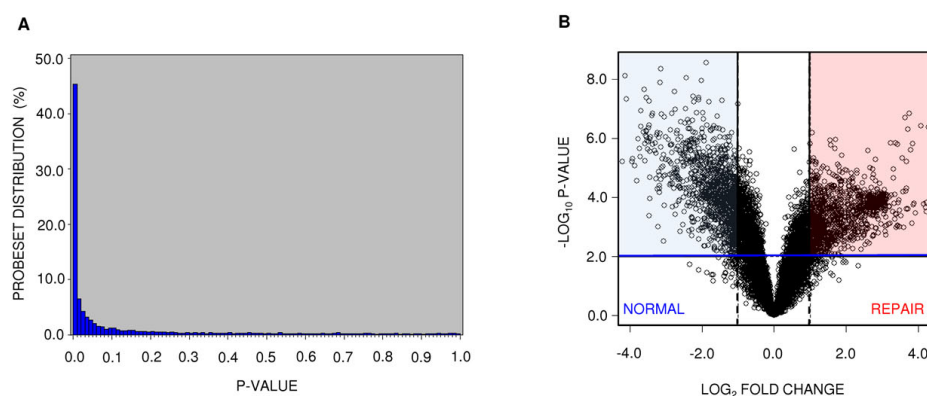 A
PROBESET DISTRIBUTION (%)
50.0
40.0
30.0
20.0
10.0
0.0
0.0 0.1 0.2 0.3 0.4 0.5 0.6 0.7 0.8 0.9 1.0
P-VALUE
B
-LOG10 P-VALUE
8.0
6.0
4.0
2.0
0.0
NORMAL
REPAIR
-4.0 -2.0 0.0 2.0 4.0
LOG2 FOLD CHANGE